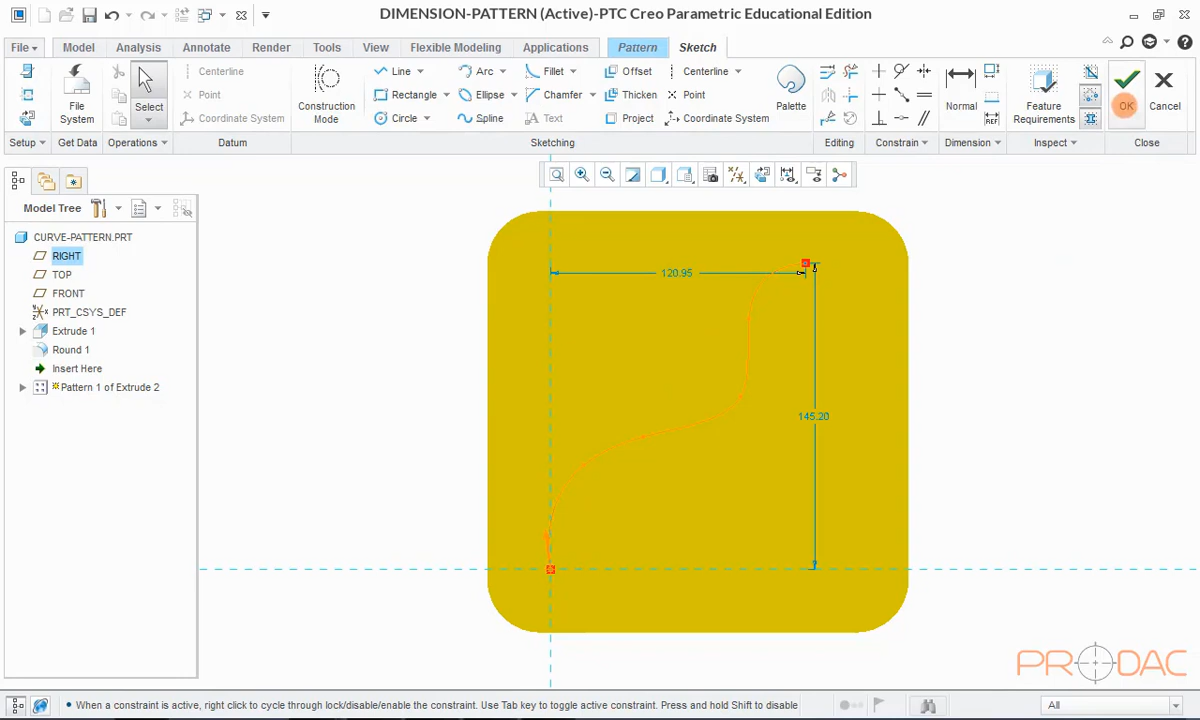 DIMENSION-PATTERN (Active)-PTC Creo Parametric Educational Edition
File Model Analysis Annotate Render Tools View Flexible Modeling Applications Pattern Sketch
File System
Select
Centerline
Point
Coordinate System
Construction Mode
Line Arc Fillet Offset Centerline
Rectangle Ellipse Chamfer Thicken Point
Circle Spline Text Project Coordinate System
Palette
Normal
REF
Feature Requirements
OK
Cancel
Setup Get Data Operations Datum Sketching Editing Constrain Dimension Inspect Close
Model Tree
CURVE-PATTERN.PRT
RIGHT
TOP
FRONT
PRT_CSYS_DEF
Extrude 1
Round 1
Insert Here
Pattern 1 of Extrude 2
120.95
145.20
PRODAC
• When a constraint is active, right click to cycle through lock/disable/enable the constraint. Use Tab key to toggle active constraint. Press and hold Shift to disable
All